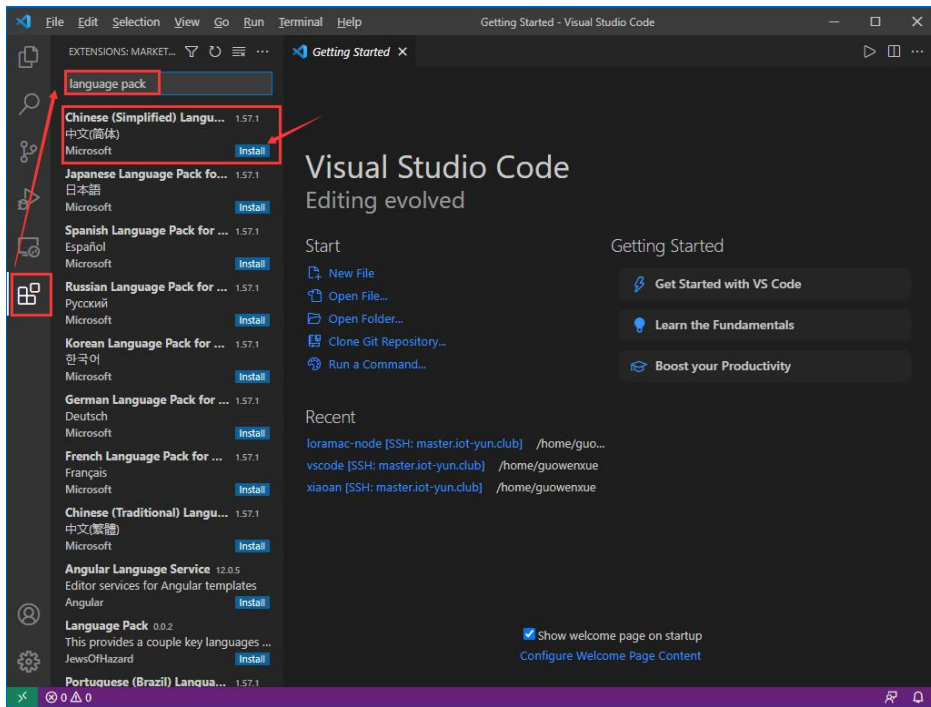 File Edit Selection View Go Run Terminal Help
Getting Started - Visual Studio Code
EXTENSIONS: MARKET...
Getting Started
language pack
Chinese (Simplified) Langu... 1.57.1
中文(简体)
Microsoft Install
Japanese Language Pack fo... 1.57.1
日本語
Microsoft Install
Spanish Language Pack for ... 1.57.1
Español
Microsoft Install
Russian Language Pack for ... 1.57.1
Русский
Microsoft Install
Korean Language Pack for ... 1.57.1
한국어
Microsoft Install
German Language Pack for ... 1.57.1
Deutsch
Microsoft Install
French Language Pack for ... 1.57.1
Français
Microsoft Install
Chinese (Traditional) Langu... 1.57.1
中文(繁體)
Microsoft Install
Angular Language Service 12.0.5
Editor services for Angular templates
Angular Install
Language Pack 0.0.2
This provides a couple key languages ...
JewsOfHazard Install
Portuguese (Brazil) Langua... 1.57.1
Visual Studio Code
Editing evolved
Start
New File
Open File...
Open Folder...
Clone Git Repository...
Run a Command...
Recent
loramac-node [SSH: master.iot-yun.club] /home/guo...
vscode [SSH: master.iot-yun.club] /home/guowenxue
xiaoan [SSH: master.iot-yun.club] /home/guowenxue
Getting Started
Get Started with VS Code
Learn the Fundamentals
Boost your Productivity
Show welcome page on startup
Configure Welcome Page Content
0 0